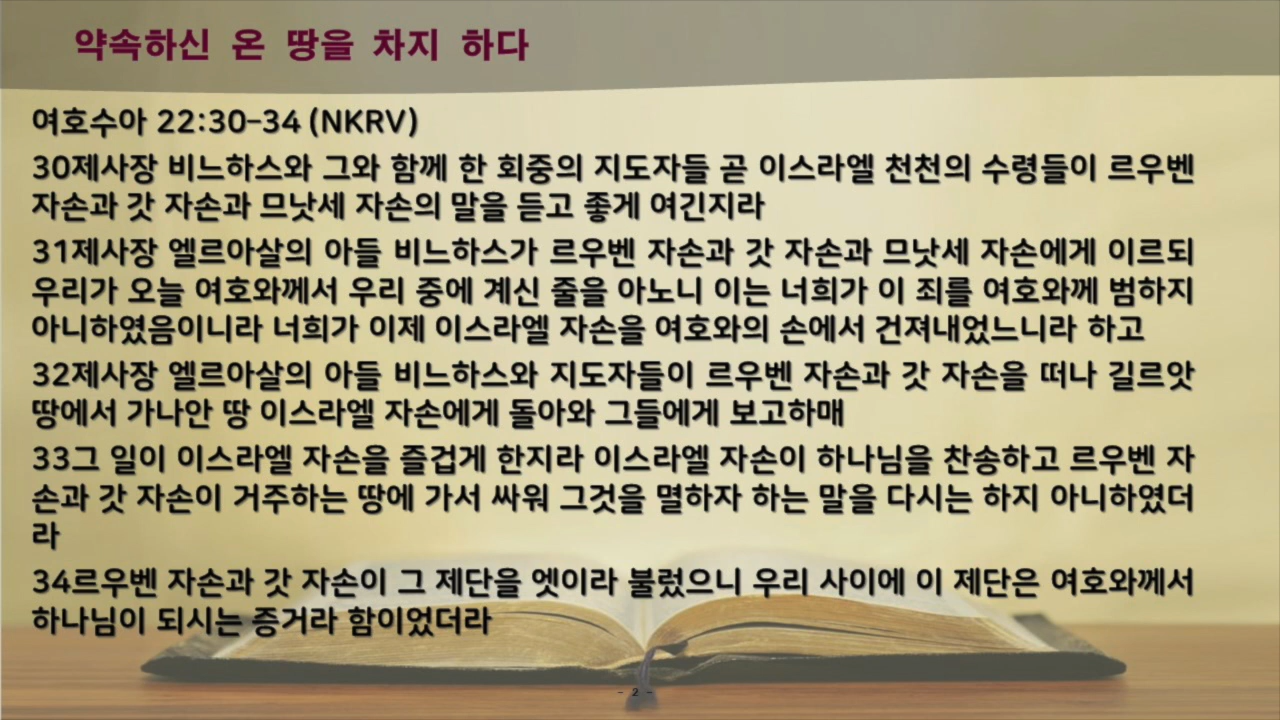 약속하신 온 땅을 차지 하다
여호수아 22:30-34 (NKRV)
30제사장 비느하스와 그와 함께 한 회중의 지도자들 곧 이스라엘 천천의 수령들이 르우벤
자손과 갓 자손과 므낫세 자손의 말을 듣고 좋게 여긴지라
31제사장 엘르아살의 아들 비느하스가 르우벤 자손과 갓 자손과 므낫세 자손에게 이르되
우리가 오늘 여호와께서 우리 중에 계신 줄을 아노니 이는 너희가 이 죄를 여호와께 범하지
아니하였음이니라 너희가 이제 이스라엘 자손을 여호와의 손에서 건져내었느니라 하고
32제사장 엘르아살의 아들 비느하스와 지도자들이 르우벤 자손과 갓 자손을 떠나 길르앗
땅에서 가나안 땅 이스라엘 자손에게 돌아와 그들에게 보고하매
33그 일이 이스라엘 자손을 즐겁게 한지라 이스라엘 자손이 하나님을 찬송하고 르우벤 자
손과 갓 자손이 거주하는 땅에 가서 싸워 그것을 멸하자 하는 말을 다시는 하지 아니하였더
라
34르우벤 자손과 갓 자손이 그 제단을 엣이라 불렀으니 우리 사이에 이 제단은 여호와께서
하나님이 되시는 증거라 함이었더라
- 2 -